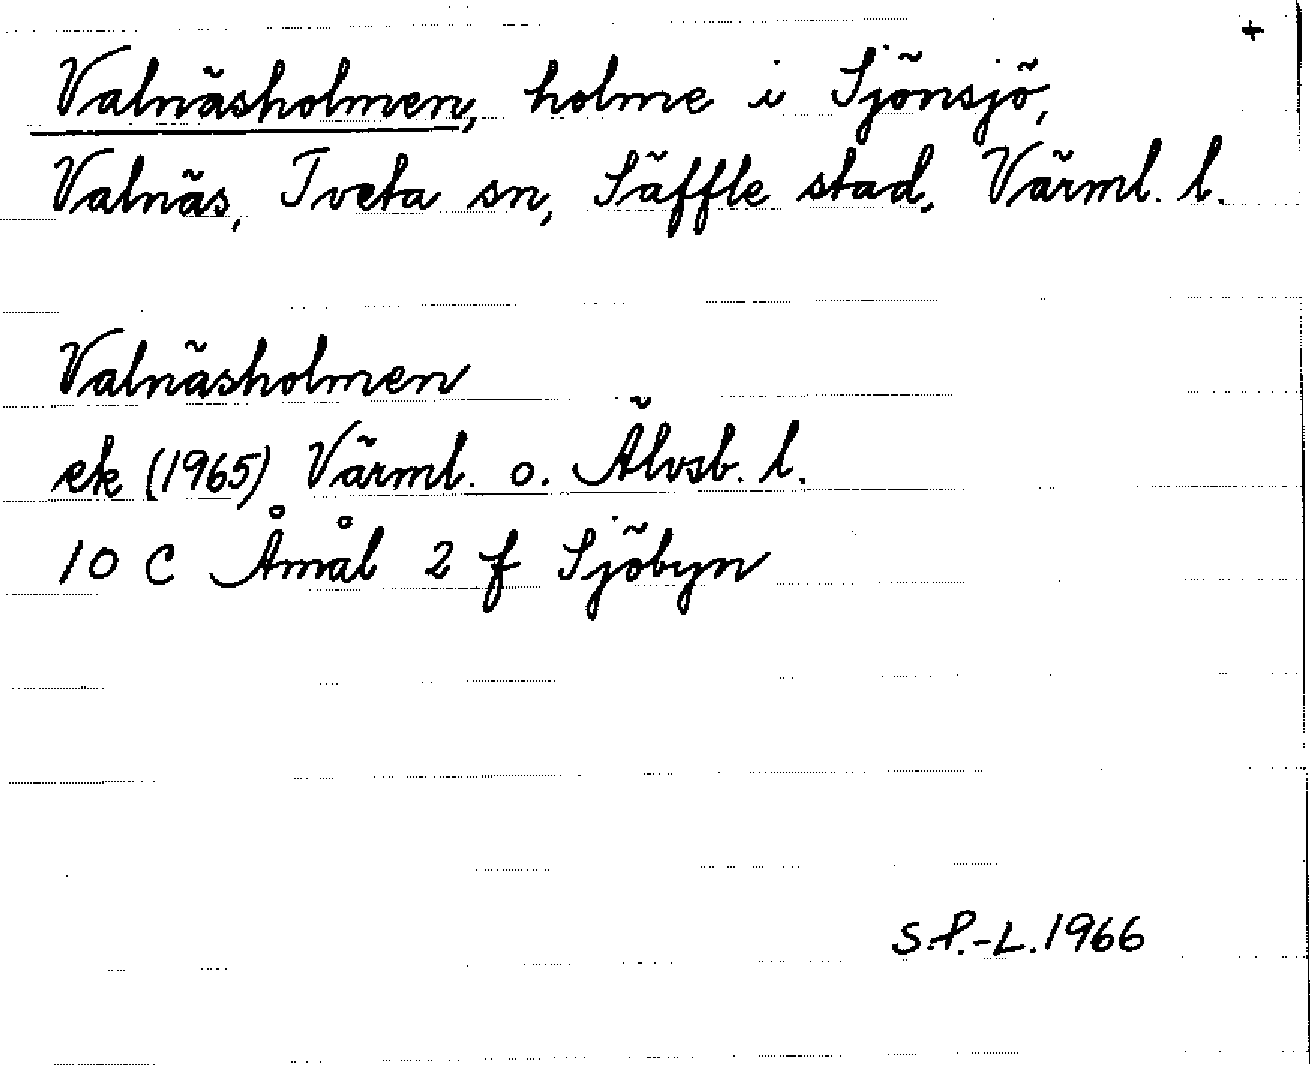 +
Valnäsholmen, holme i Sjönsjö,
Valnäs, Tveta sn, Säffle stad, Värml. l.
Valnäsholmen
ek (1965) Värml. o. Älvsb. l.
10 C Åmål 2 f Sjöbyn
S.P.-L. 1966